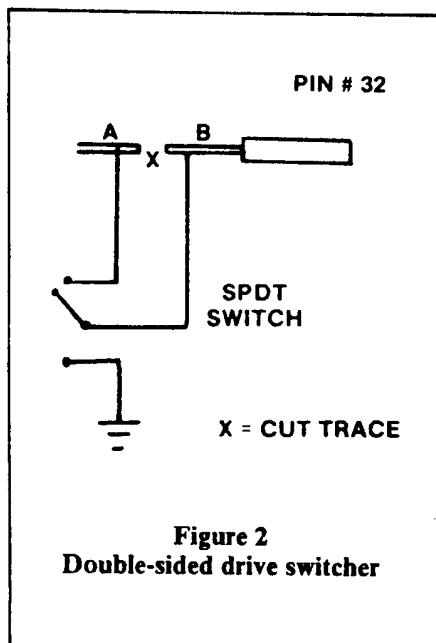 PIN # 32
A
B
X
SPDT
SWITCH
X = CUT TRACE
Figure 2
Double-sided drive switcher